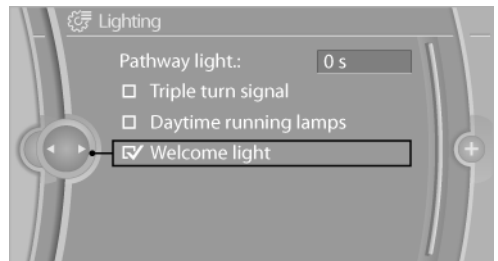 Lighting
Pathway light.: 0 s
Triple turn signal
Daytime running lamps
Welcome light